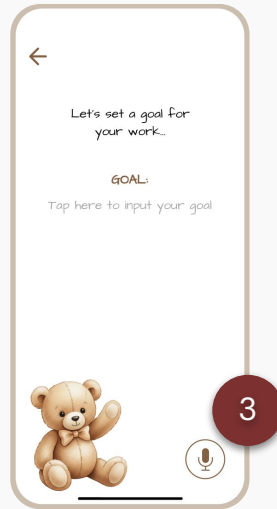 Let's set a goal for
your work...
GOAL:
Tap here to input your goal
3